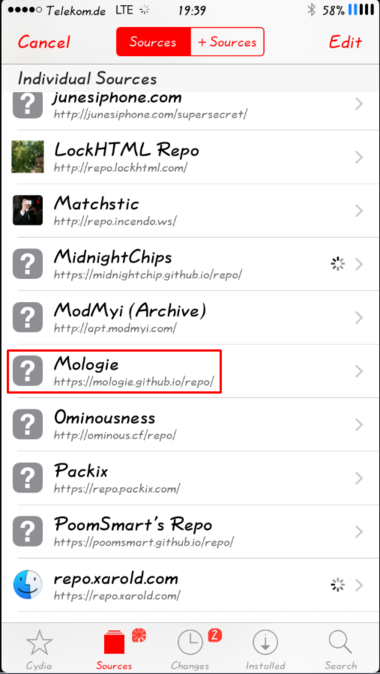 Telekom.de LTE 19:39 58%
Cancel Sources + Sources Edit
Individual Sources
junesiphone.com
http://junesiphone.com/supersecret/
LockHTML Repo
http://repo.lockhtml.com/
Matchstic
http://repo.incendo.ws/
MidnightChips
https://midnightchip.github.io/repo/
ModMyi (Archive)
http://apt.modmyi.com/
Mologie
https://mologie.github.io/repo/
Ominousness
http://ominous.cf/repo/
Packix
https://repo.packix.com/
PoomSmart's Repo
https://poomsmart.github.io/repo/
repo.xarold.com
https://repo.xarold.com/
2
Cydia Sources Changes Installed Search